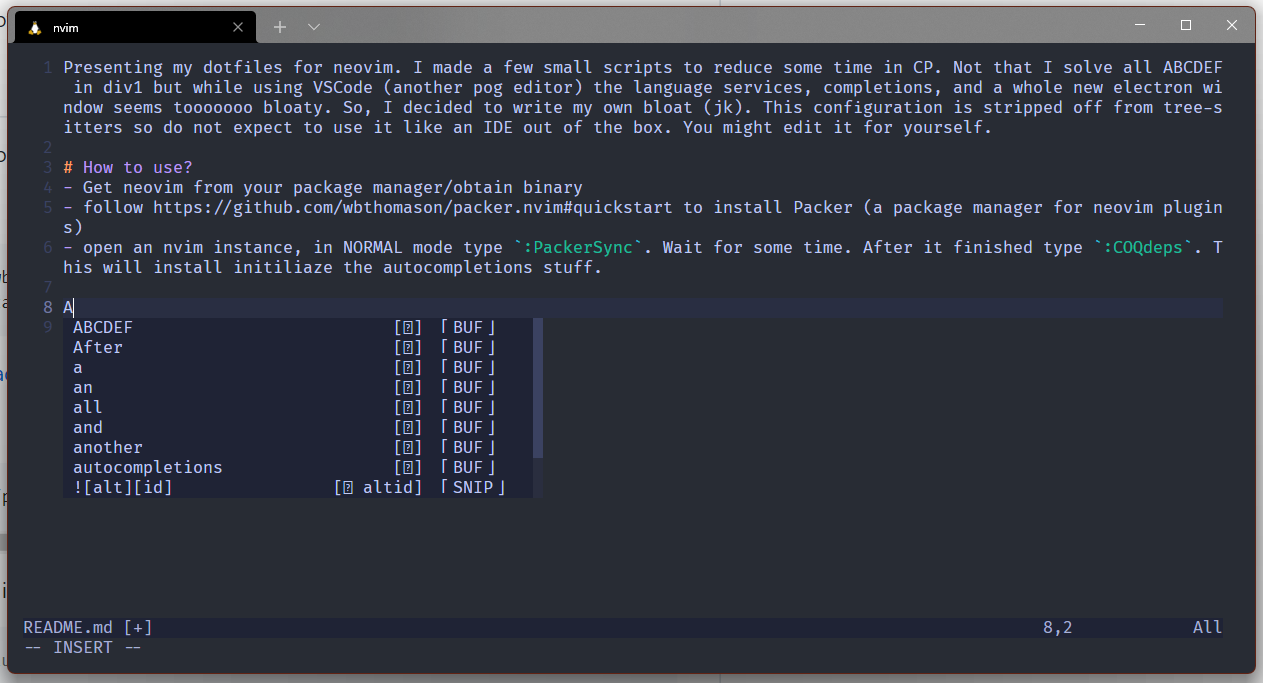 nvim
1 Presenting my dotfiles for neovim. I made a few small scripts to reduce some time in CP. Not that I solve all ABCDEF
in div1 but while using VSCode (another pog editor) the language services, completions, and a whole new electron wi
ndow seems tooooooo bloaty. So, I decided to write my own bloat (jk). This configuration is stripped off from tree-s
itters so do not expect to use it like an IDE out of the box. You might edit it for yourself.
2
3 # How to use?
4 - Get neovim from your package manager/obtain binary
5 - follow https://github.com/wbthomason/packer.nvim#quickstart to install Packer (a package manager for neovim plugin
s)
6 - open an nvim instance, in NORMAL mode type `:PackerSync`. Wait for some time. After it finished type `:COQdeps`. T
his will install initiliaze the autocompletions stuff.
7
8 A
9 ABCDEF [?] 「BUF」
After [?] 「BUF」
a [?] 「BUF」
an [?] 「BUF」
all [?] 「BUF」
and [?] 「BUF」
another [?] 「BUF」
autocompletions [?] 「BUF」
![alt][id] [? altid] 「SNIP」
README.md [+] 8,2 All
-- INSERT --